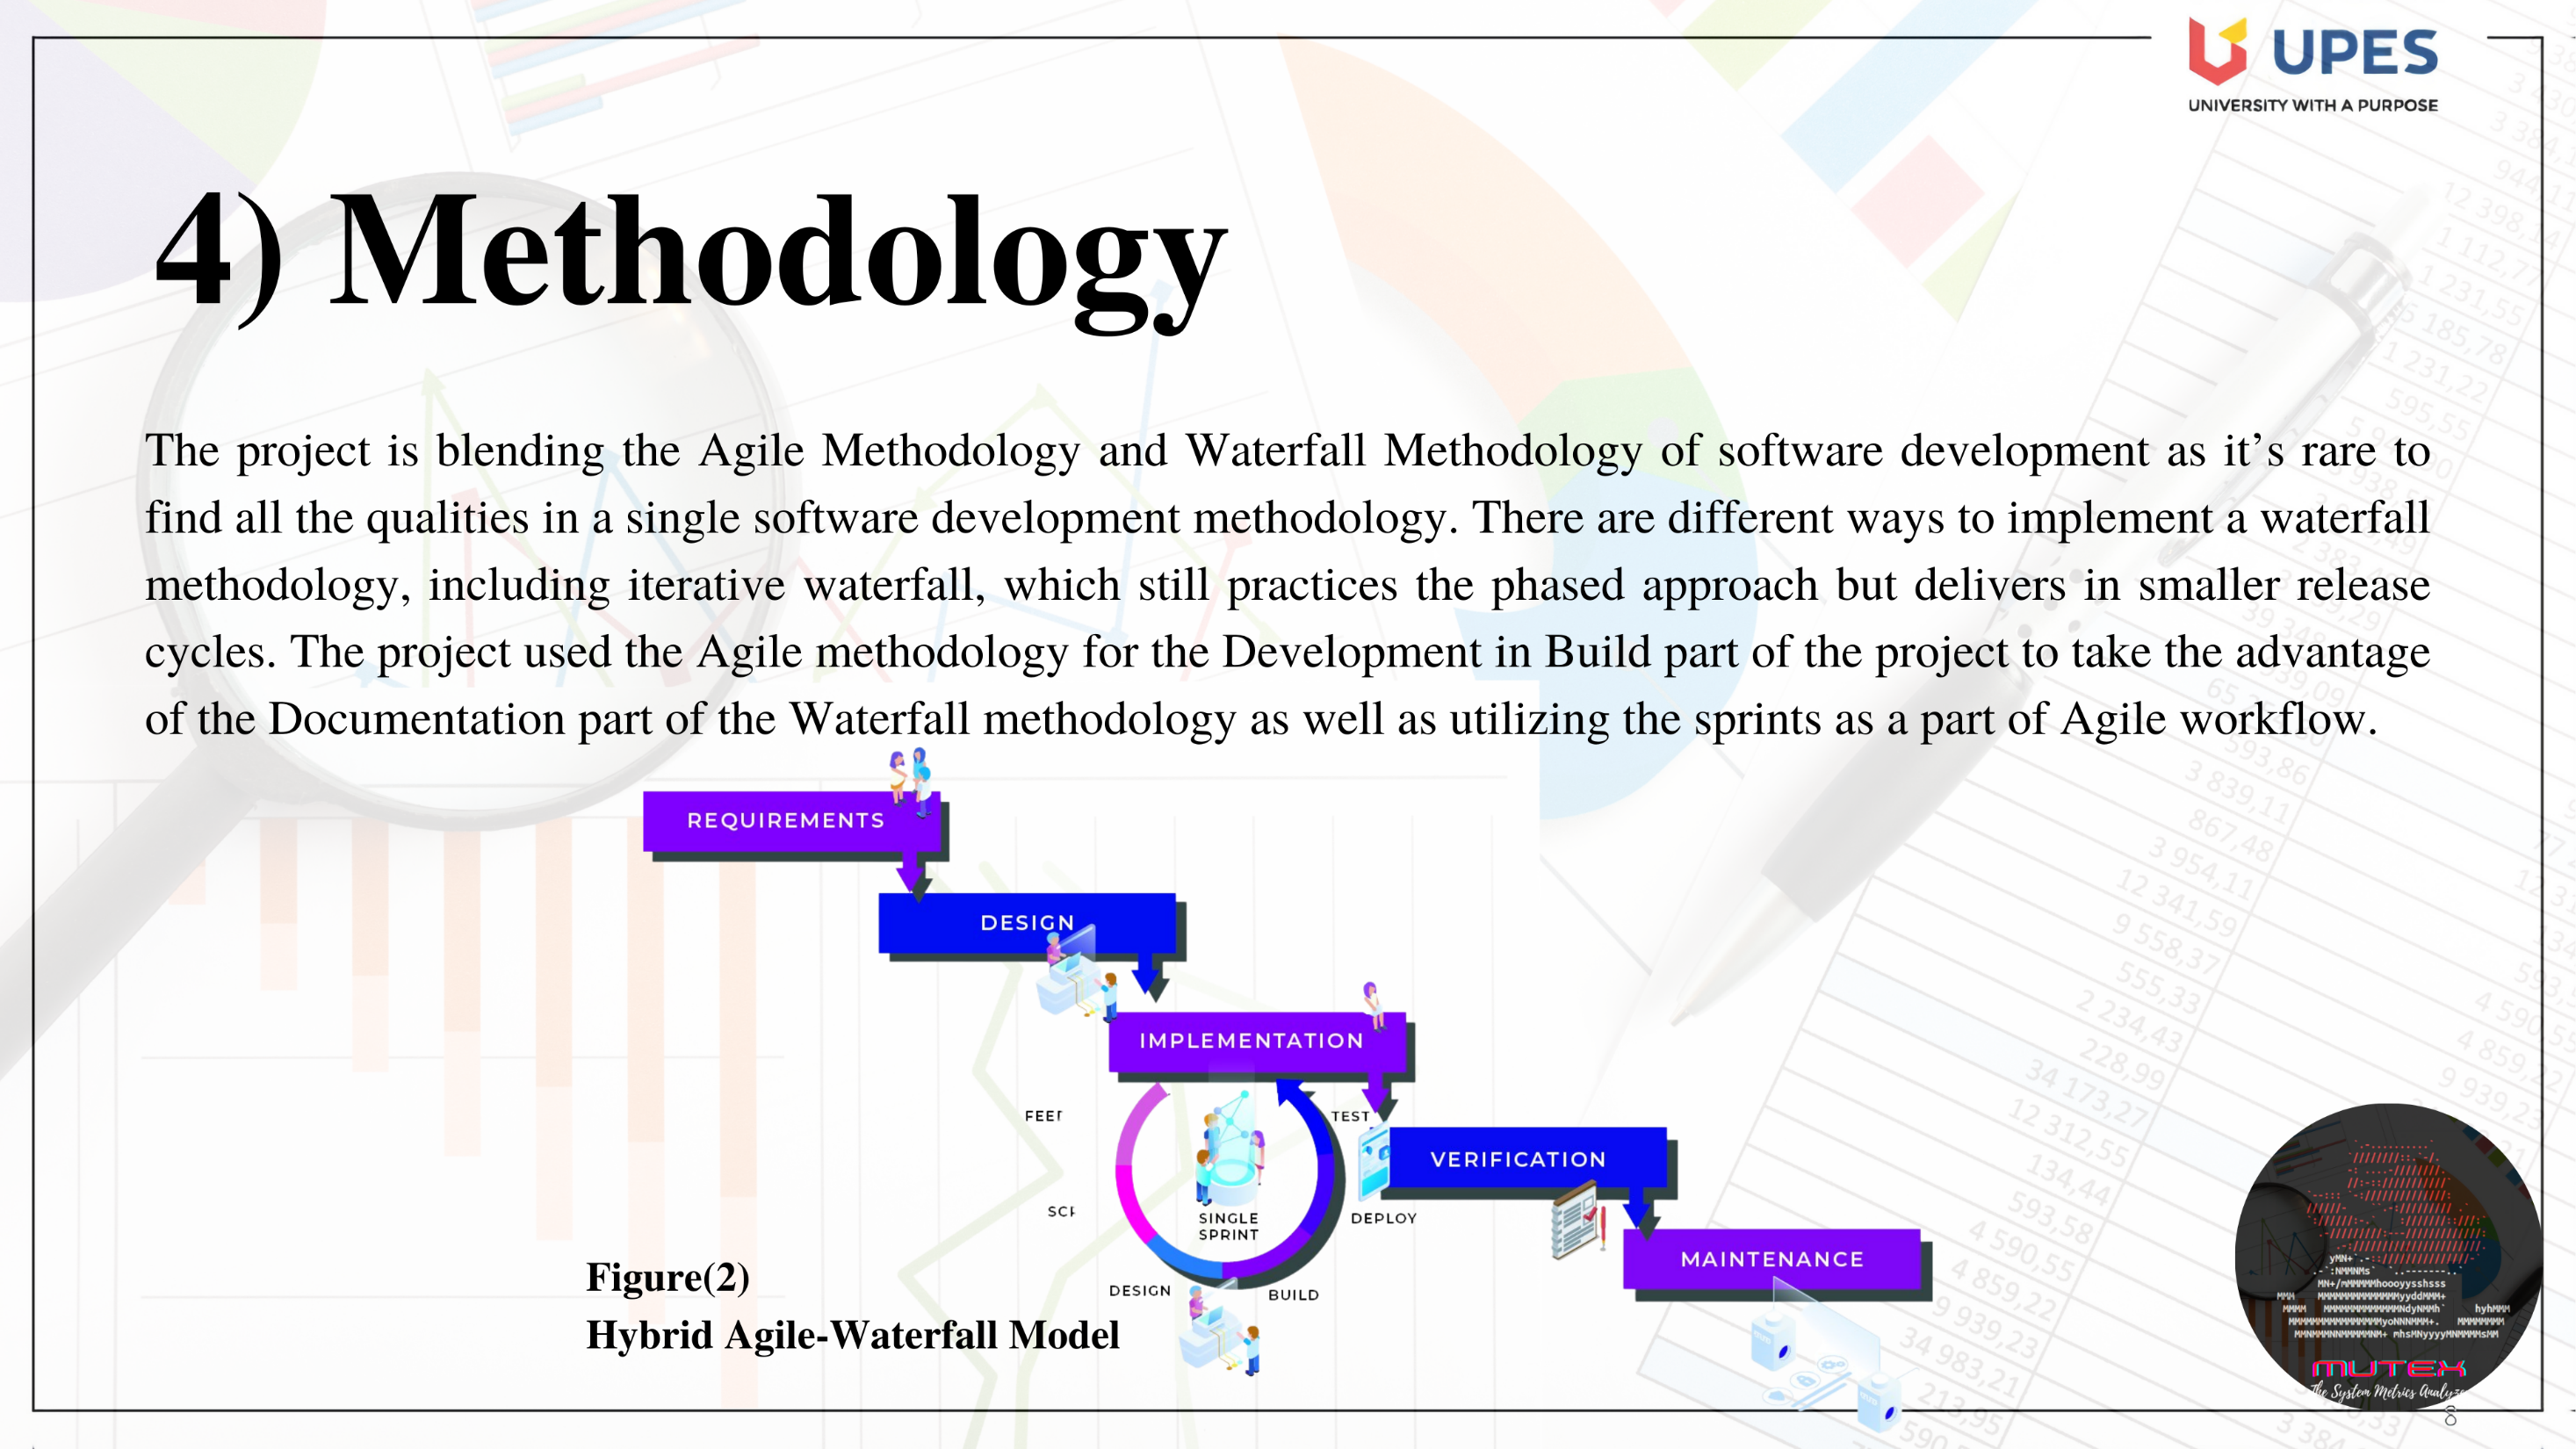 UPES
UNIVERSITY WITH A PURPOSE
4) Methodology
The project is blending the Agile Methodology and Waterfall Methodology of software development as it’s rare to
find all the qualities in a single software development methodology. There are different ways to implement a waterfall
methodology, including iterative waterfall, which still practices the phased approach but delivers in smaller release
cycles. The project used the Agile methodology for the Development in Build part of the project to take the advantage
of the Documentation part of the Waterfall methodology as well as utilizing the sprints as a part of Agile workflow.
REQUIREMENTS
DESIGN
IMPLEMENTATION
TEST
VERIFICATION
SINGLE
SPRINT
DEPLOY
MAINTENANCE
DESIGN
BUILD
Figure(2)
Hybrid Agile-Waterfall Model
MUTEX
The System Metrics
8